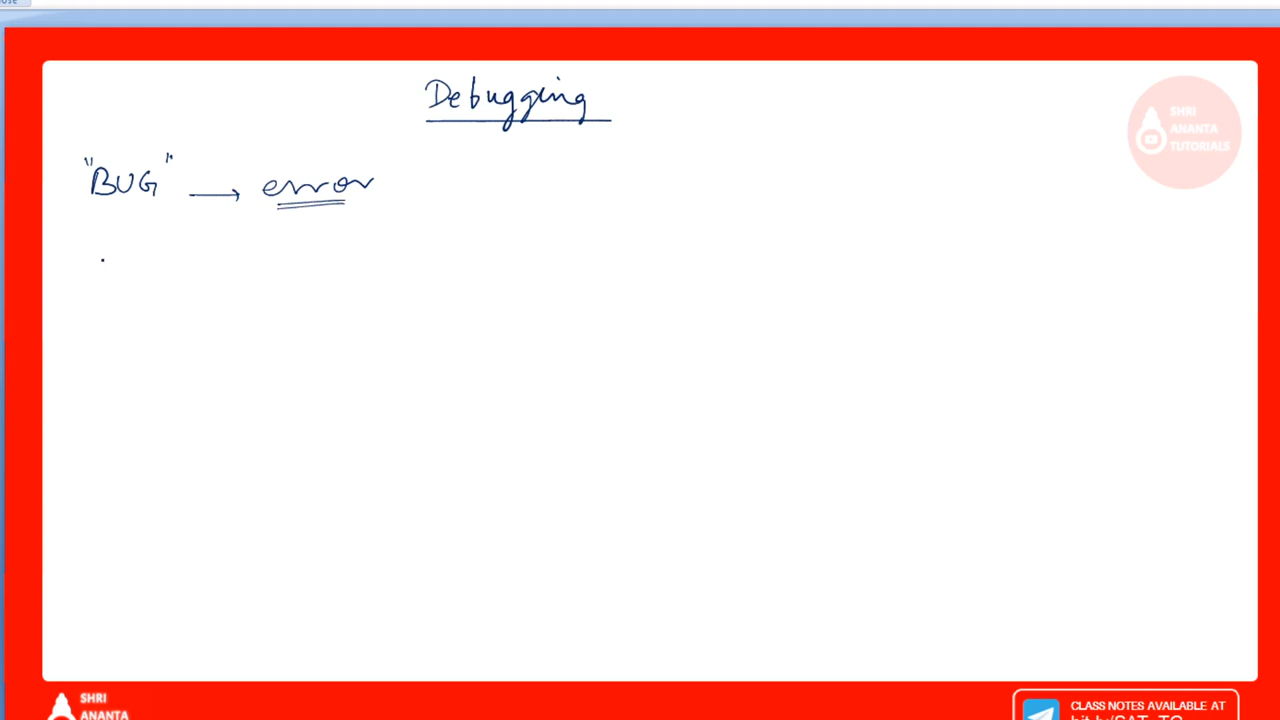 Debugging
SHRI
ANANTA
TUTORIALS
"BUG" → error
SHRI
ANANTA
CLASS NOTES AVAILABLE AT